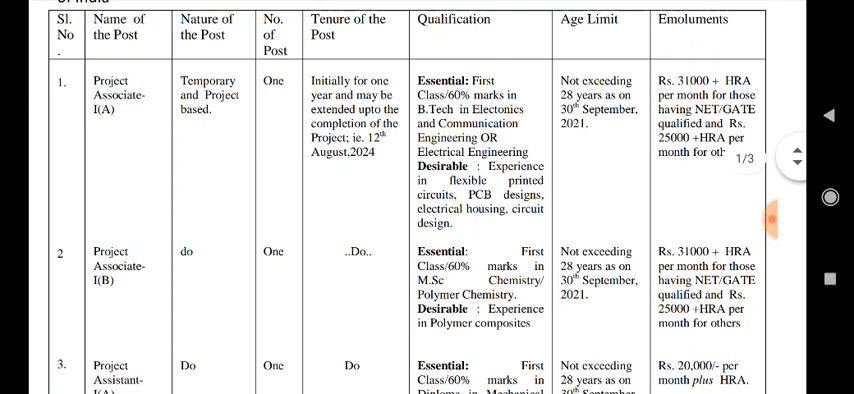 of India
Sl. No . Name of the Post Nature of the Post No. of Post Tenure of the Post Qualification Age Limit Emoluments
1.
Project
Associate-
I(A)
Temporary
and Project
based.
One
Initially for one
year and may be
extended upto the
completion of the
Project; ie. 12th
August,2024
Essential: First
Class/60% marks in
B.Tech in Electonics
and Communication
Engineering OR
Electrical Engineering
Desirable : Experience
in flexible printed
circuits, PCB designs,
electrical housing, circuit
design.
Not exceeding
28 years as on
30th September,
2021.
Rs. 31000 + HRA
per month for those
having NET/GATE
qualified and Rs.
25000 +HRA per
month for
1/3
2
Project
Associate-
I(B)
do
One
..Do..
Essential: First
Class/60% marks in
M.Sc Chemistry/
Polymer Chemistry.
Desirable : Experience
in Polymer composites
Not exceeding
28 years as on
30th September,
2021.
Rs. 31000 + HRA
per month for those
having NET/GATE
qualified and Rs.
25000 +HRA per
month for others
3.
Project
Assistant-
Do
One
Do
Essential: First
Class/60% marks in
Diploma in Mechanical
Not exceeding
28 years as on
30th September,
Rs. 20,000/- per
month plus HRA.